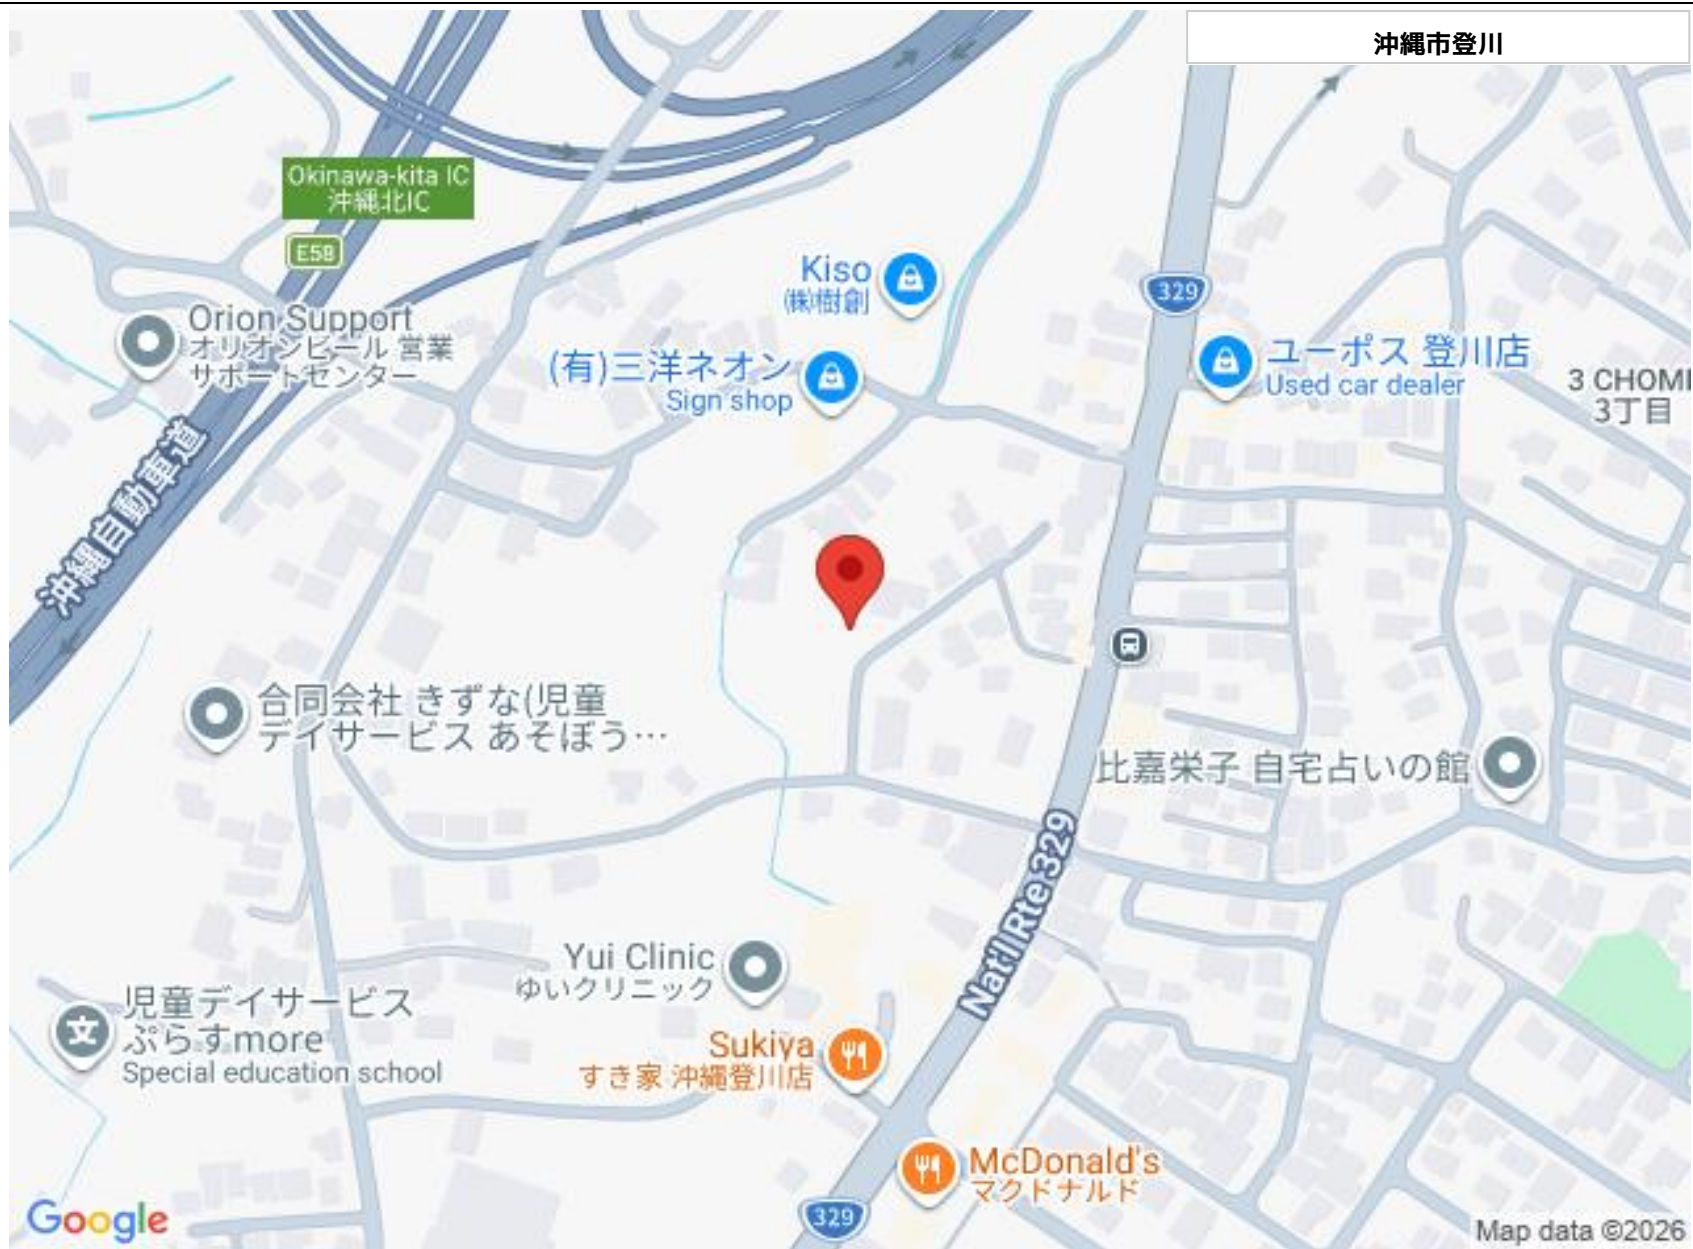 沖縄市登川
Okinawa-kita IC
沖縄北IC
E58
Kiso
㈱樹創
329
Orion Support
オリオンビール 営業
サポートセンター
(有)三洋ネオン
Sign shop
ユーポス 登川店
Used car dealer
3 CHOME
3丁目
沖縄自動車道
合同会社 きずな(児童
デイサービス あそぼう…
比嘉栄子 自宅占いの館
Nat'l Rte 329
Yui Clinic
ゆいクリニック
児童デイサービス
ぷらすmore
Special education school
文
Sukiya
すき家 沖縄登川店
McDonald's
マクドナルド
329
Google
Map data ©2026